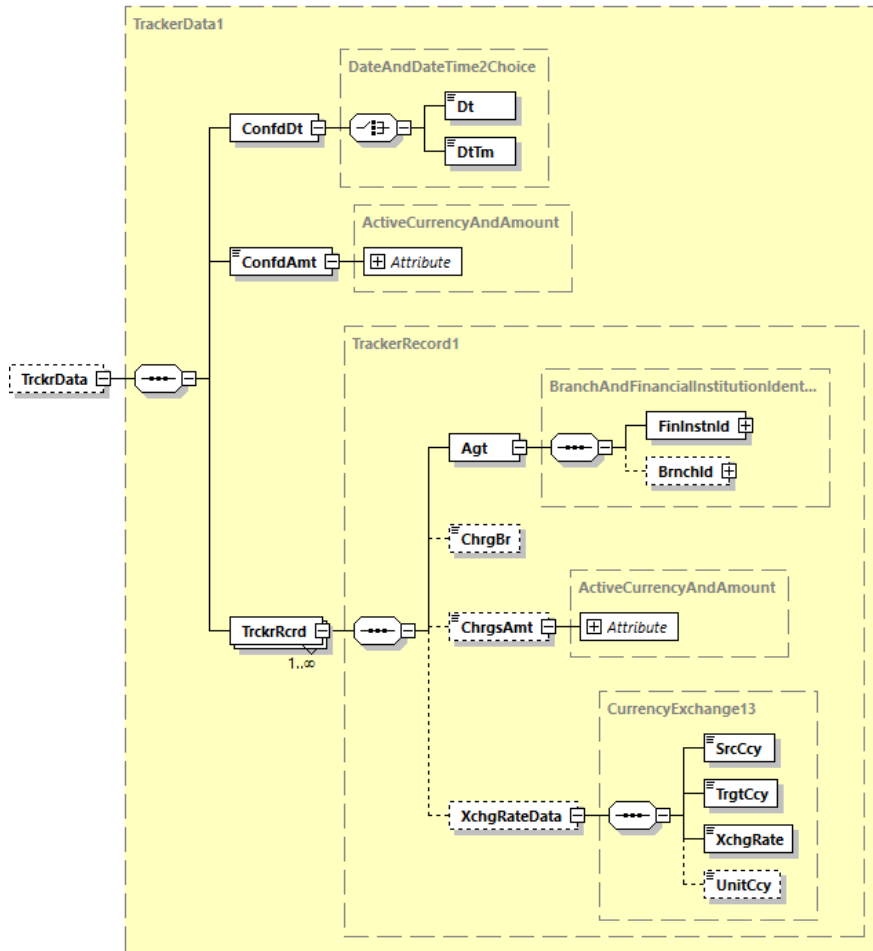 TrackerData1
DateAndDateTime2Choice
Dt
ConfdDt
DtTm
ActiveCurrencyAndAmount
ConfdAmt
Attribute
TrackerRecord1
TrckrData
BranchAndFinancialInstitutionIdent...
FinInstnId
Agt
BrnchId
ChrgBr
ActiveCurrencyAndAmount
TrckrRcrd
ChrgsAmt
Attribute
1..∞
CurrencyExchange13
SrcCcy
TrgtCcy
XchgRateData
XchgRate
UnitCcy